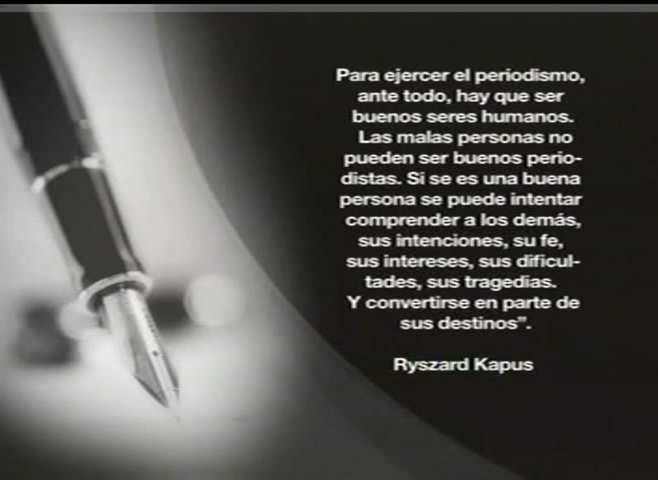 Para ejercer el periodismo,
ante todo, hay que ser
buenos seres humanos.
Las malas personas no
pueden ser buenos perio-
distas. Si se es una buena
persona se puede intentar
comprender a los demás,
sus intenciones, su fe,
sus intereses, sus dificul-
tades, sus tragedias.
Y convertirse en parte de
sus destinos”.
Ryszard Kapus